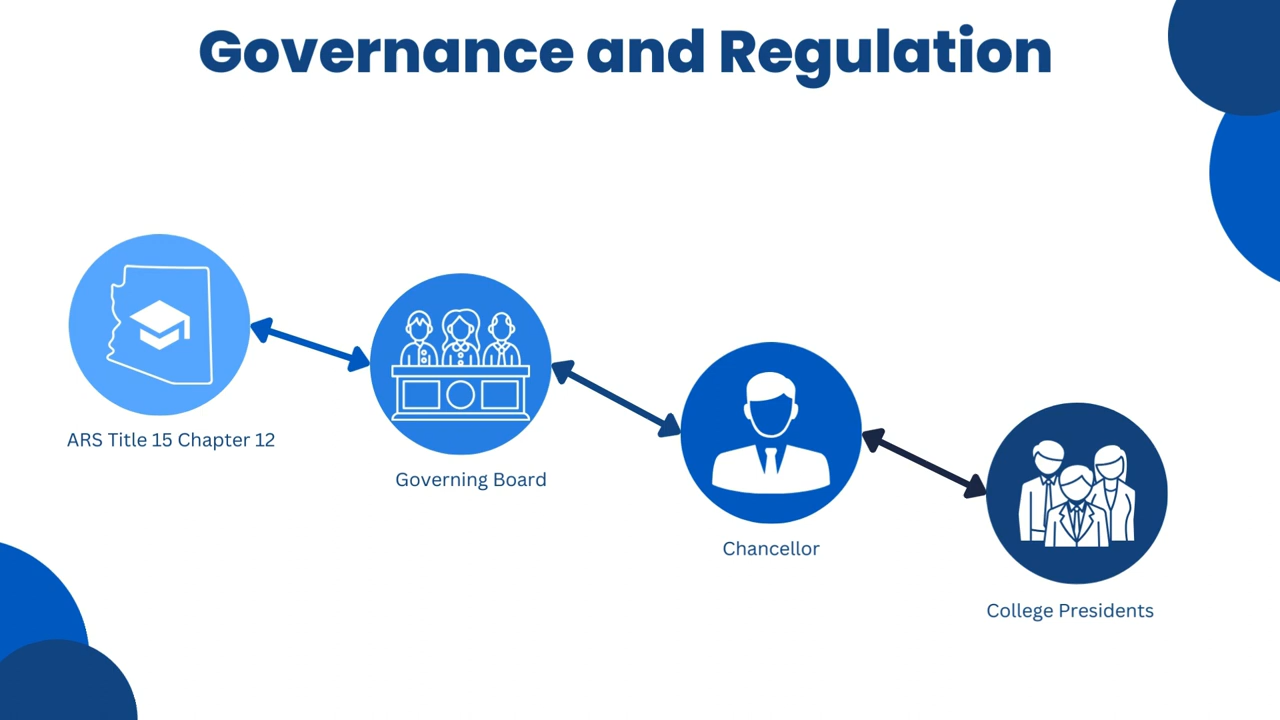 Governance and Regulation
ARS Title 15 Chapter 12
Governing Board
Chancellor
College Presidents